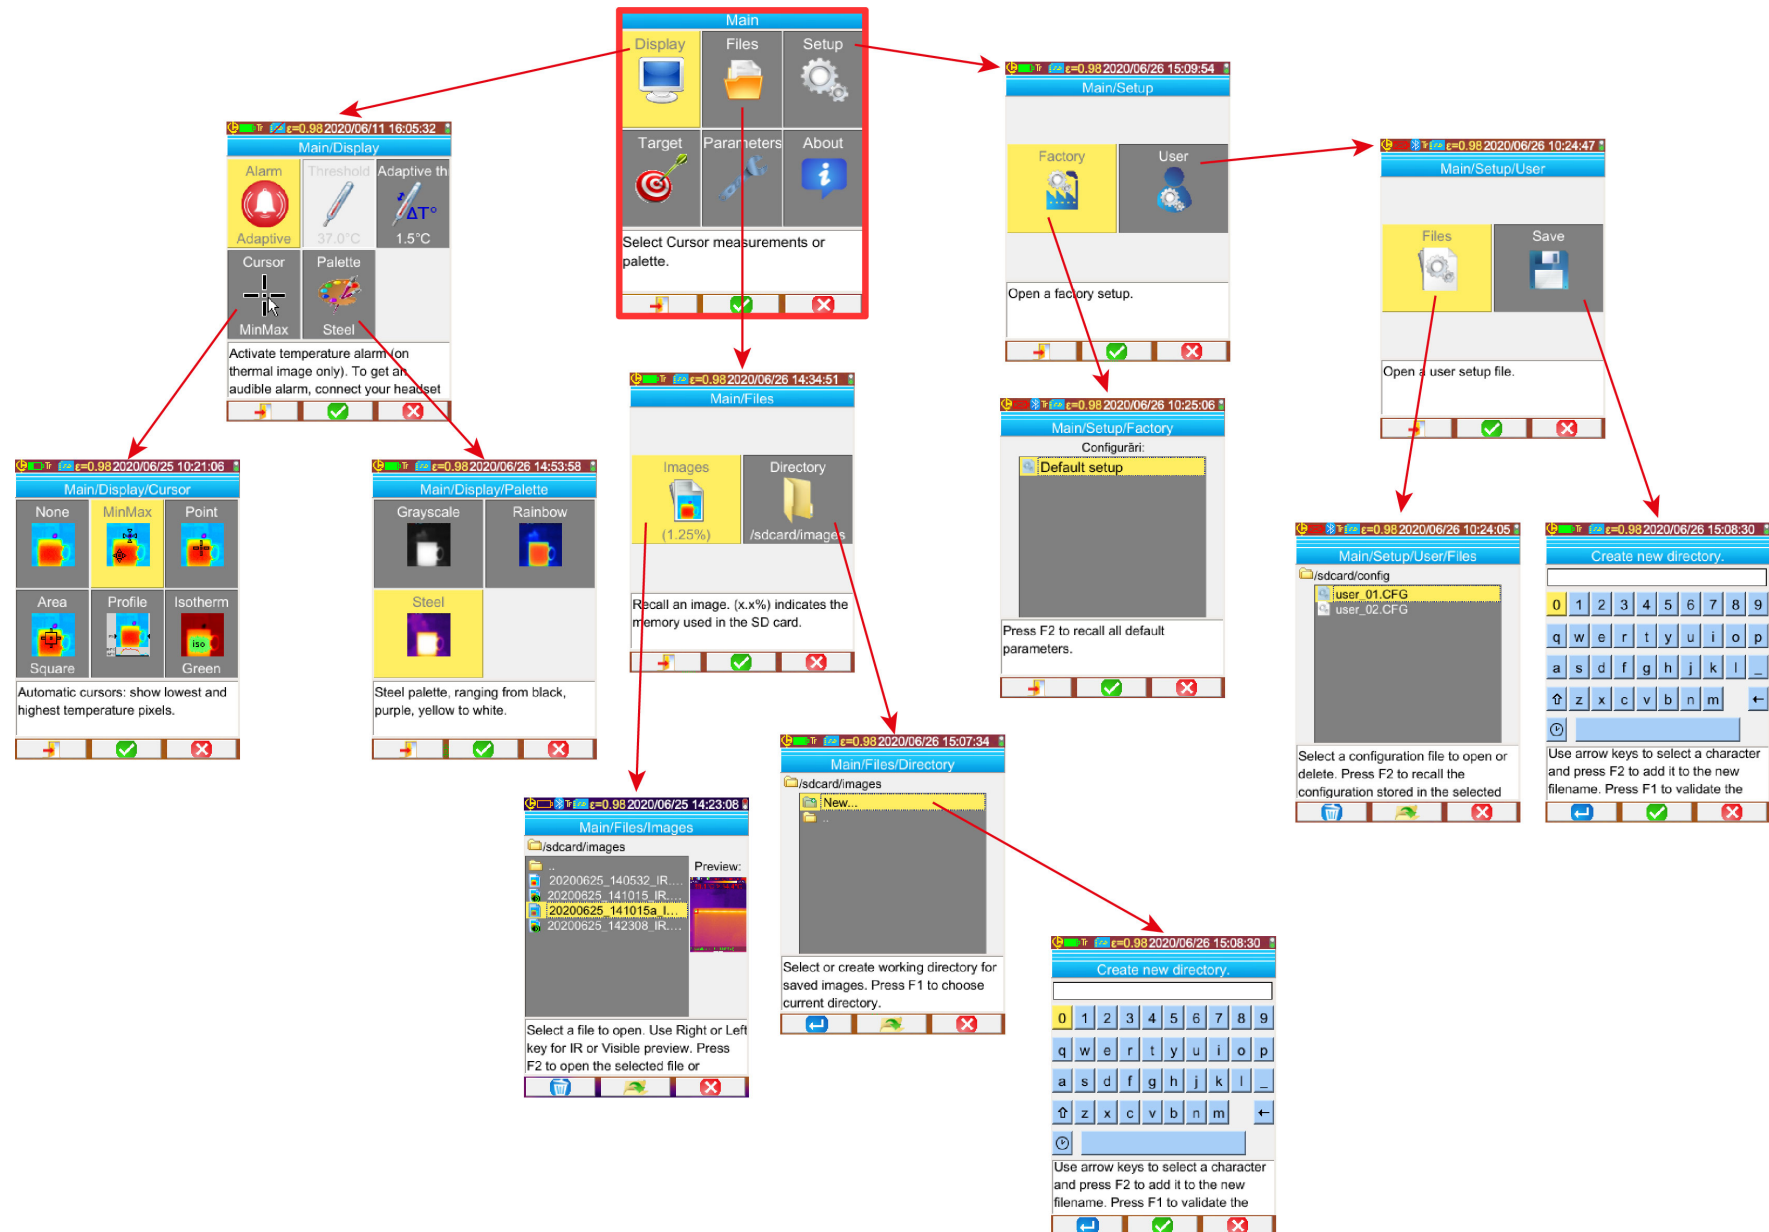 Main
Display Files Setup
Target Parameters About
Select Cursor measurements or
palette.
Tr ε=0.98 2020/06/11 16:05:32
Main/Display
Alarm Threshold Adaptive th
ΔT°
Adaptive 37.0°C 1.5°C
Cursor Palette
MinMax Steel
Activate temperature alarm (on
thermal image only). To get an
audible alarm, connect your headset
Tr ε=0.98 2020/06/26 15:09:54
Main/Setup
Factory User
Open a factory setup.
Tr ε=0.98 2020/06/26 10:24:47
Main/Setup/User
Files Save
Open a user setup file.
Tr ε=0.98 2020/06/26 14:34:51
Main/Files
Images Directory
(1.25%) /sdcard/images
Recall an image. (x.x%) indicates the
memory used in the SD card.
Tr ε=0.98 2020/06/26 10:25:06
Main/Setup/Factory
Configurări:
Default setup
Press F2 to recall all default
parameters.
Tr ε=0.98 2020/06/25 10:21:06
Main/Display/Cursor
None MinMax Point
Area Profile Isotherm
iso
Square Green
Automatic cursors: show lowest and
highest temperature pixels.
Tr ε=0.98 2020/06/26 14:53:58
Main/Display/Palette
Grayscale Rainbow
Steel
Steel palette, ranging from black,
purple, yellow to white.
Tr ε=0.98 2020/06/26 10:24:05
Main/Setup/User/Files
/sdcard/config
user_01.CFG
user_02.CFG
Select a configuration file to open or
delete. Press F2 to recall the
configuration stored in the selected
ε=0.98 2020/06/26 15:08:30
Create new directory.
0 1 2 3 4 5 6 7 8 9
q w e r t y u i o p
a s d f g h j k l _
z x c v b n m
Use arrow keys to select a character
and press F2 to add it to the new
filename. Press F1 to validate the
Tr ε=0.98 2020/06/25 14:23:08
Main/Files/Images
/sdcard/images
Preview:
..
20200625_140532_IR....
20200625_141015_IR....
20200625_141015a_I...
20200625_142308_IR....
Select a file to open. Use Right or Left
key for IR or Visible preview. Press
F2 to open the selected file or
Tr ε=0.98 2020/06/26 15:07:34
Main/Files/Directory
/sdcard/images
New...
..
Select or create working directory for
saved images. Press F1 to choose
current directory.
Tr ε=0.98 2020/06/26 15:08:30
Create new directory.
0 1 2 3 4 5 6 7 8 9
q w e r t y u i o p
a s d f g h j k l _
z x c v b n m
Use arrow keys to select a character
and press F2 to add it to the new
filename. Press F1 to validate the